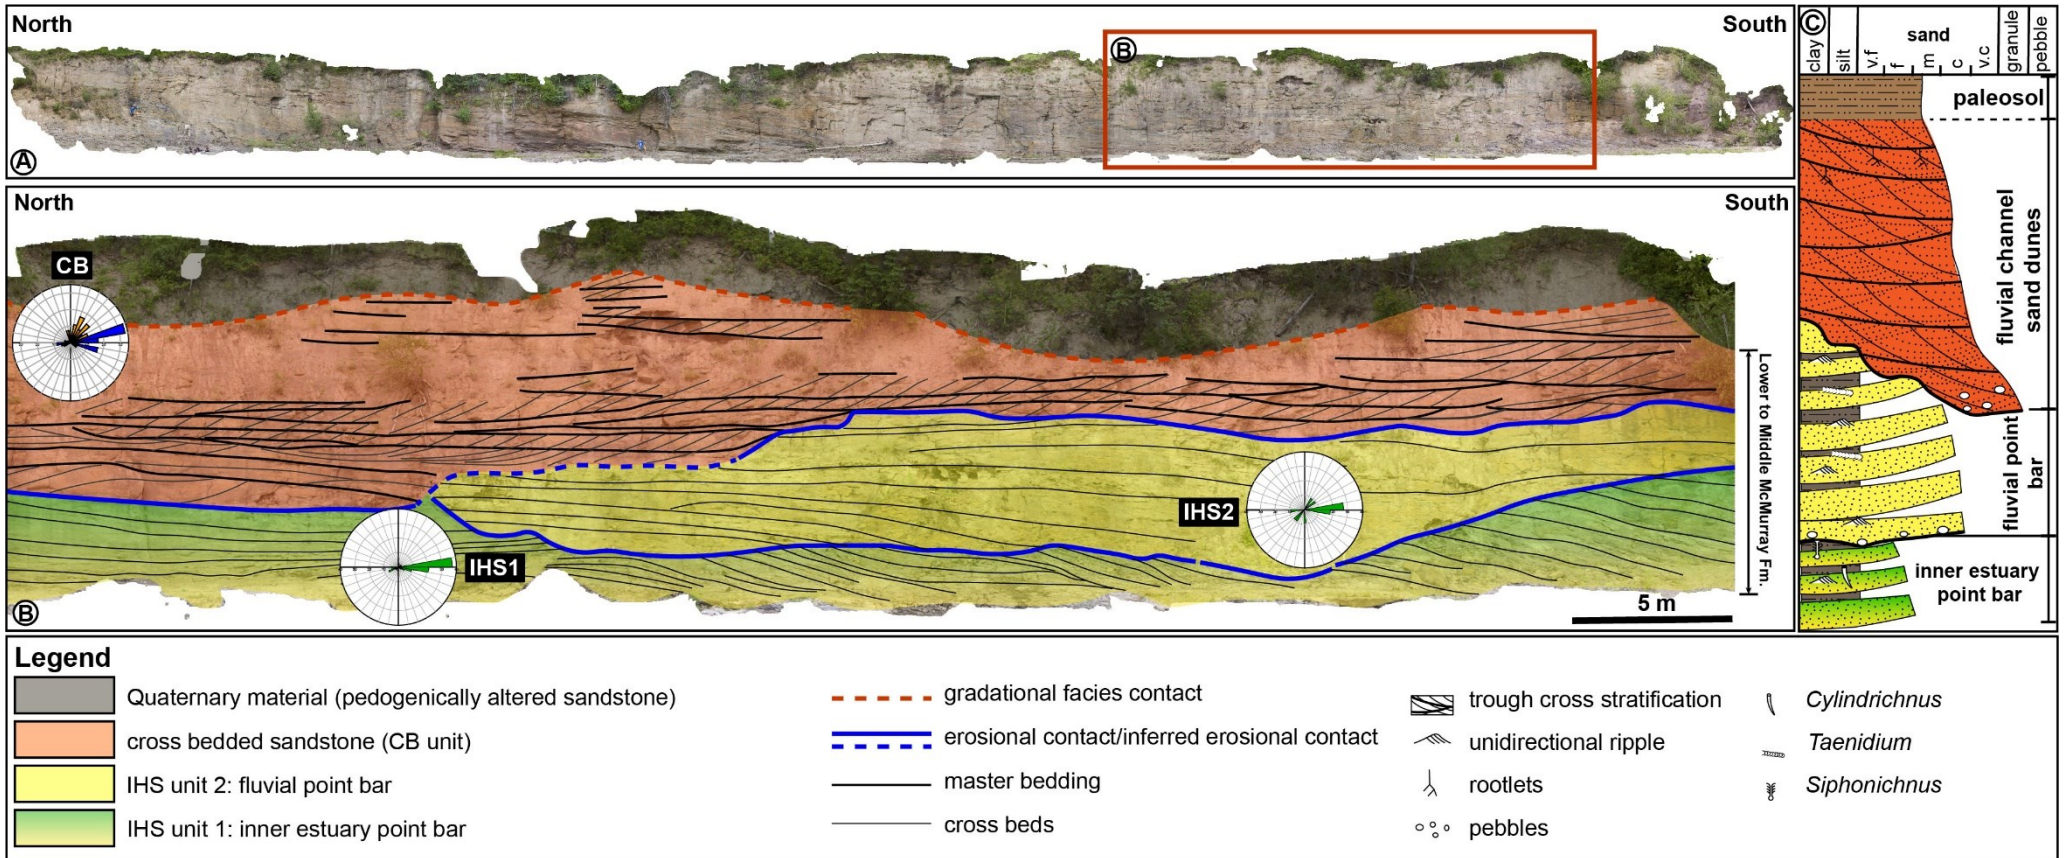 North
South
B
A
North
South
CB
IHS2
IHS1
Lower to Middle McMurray Fm.
5 m
B
C
clay
silt
v.f
f
sand
m
c
v.c
granule
pebble
paleosol
fluvial channel
sand dunes
fluvial point
bar
inner estuary
point bar
Legend
Quaternary material (pedogenically altered sandstone)
cross bedded sandstone (CB unit)
IHS unit 2: fluvial point bar
IHS unit 1: inner estuary point bar
gradational facies contact
erosional contact/inferred erosional contact
master bedding
cross beds
trough cross stratification
unidirectional ripple
rootlets
pebbles
Cylindrichnus
Taenidium
Siphonichnus